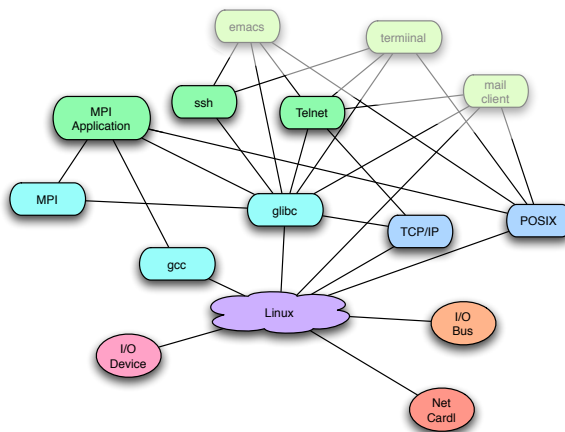 emacs
termiinal
mail
client
ssh
Telnet
MPI
Application
MPI
glibc
TCP/IP
POSIX
gcc
Linux
I/O
Bus
I/O
Device
Net
Cardl